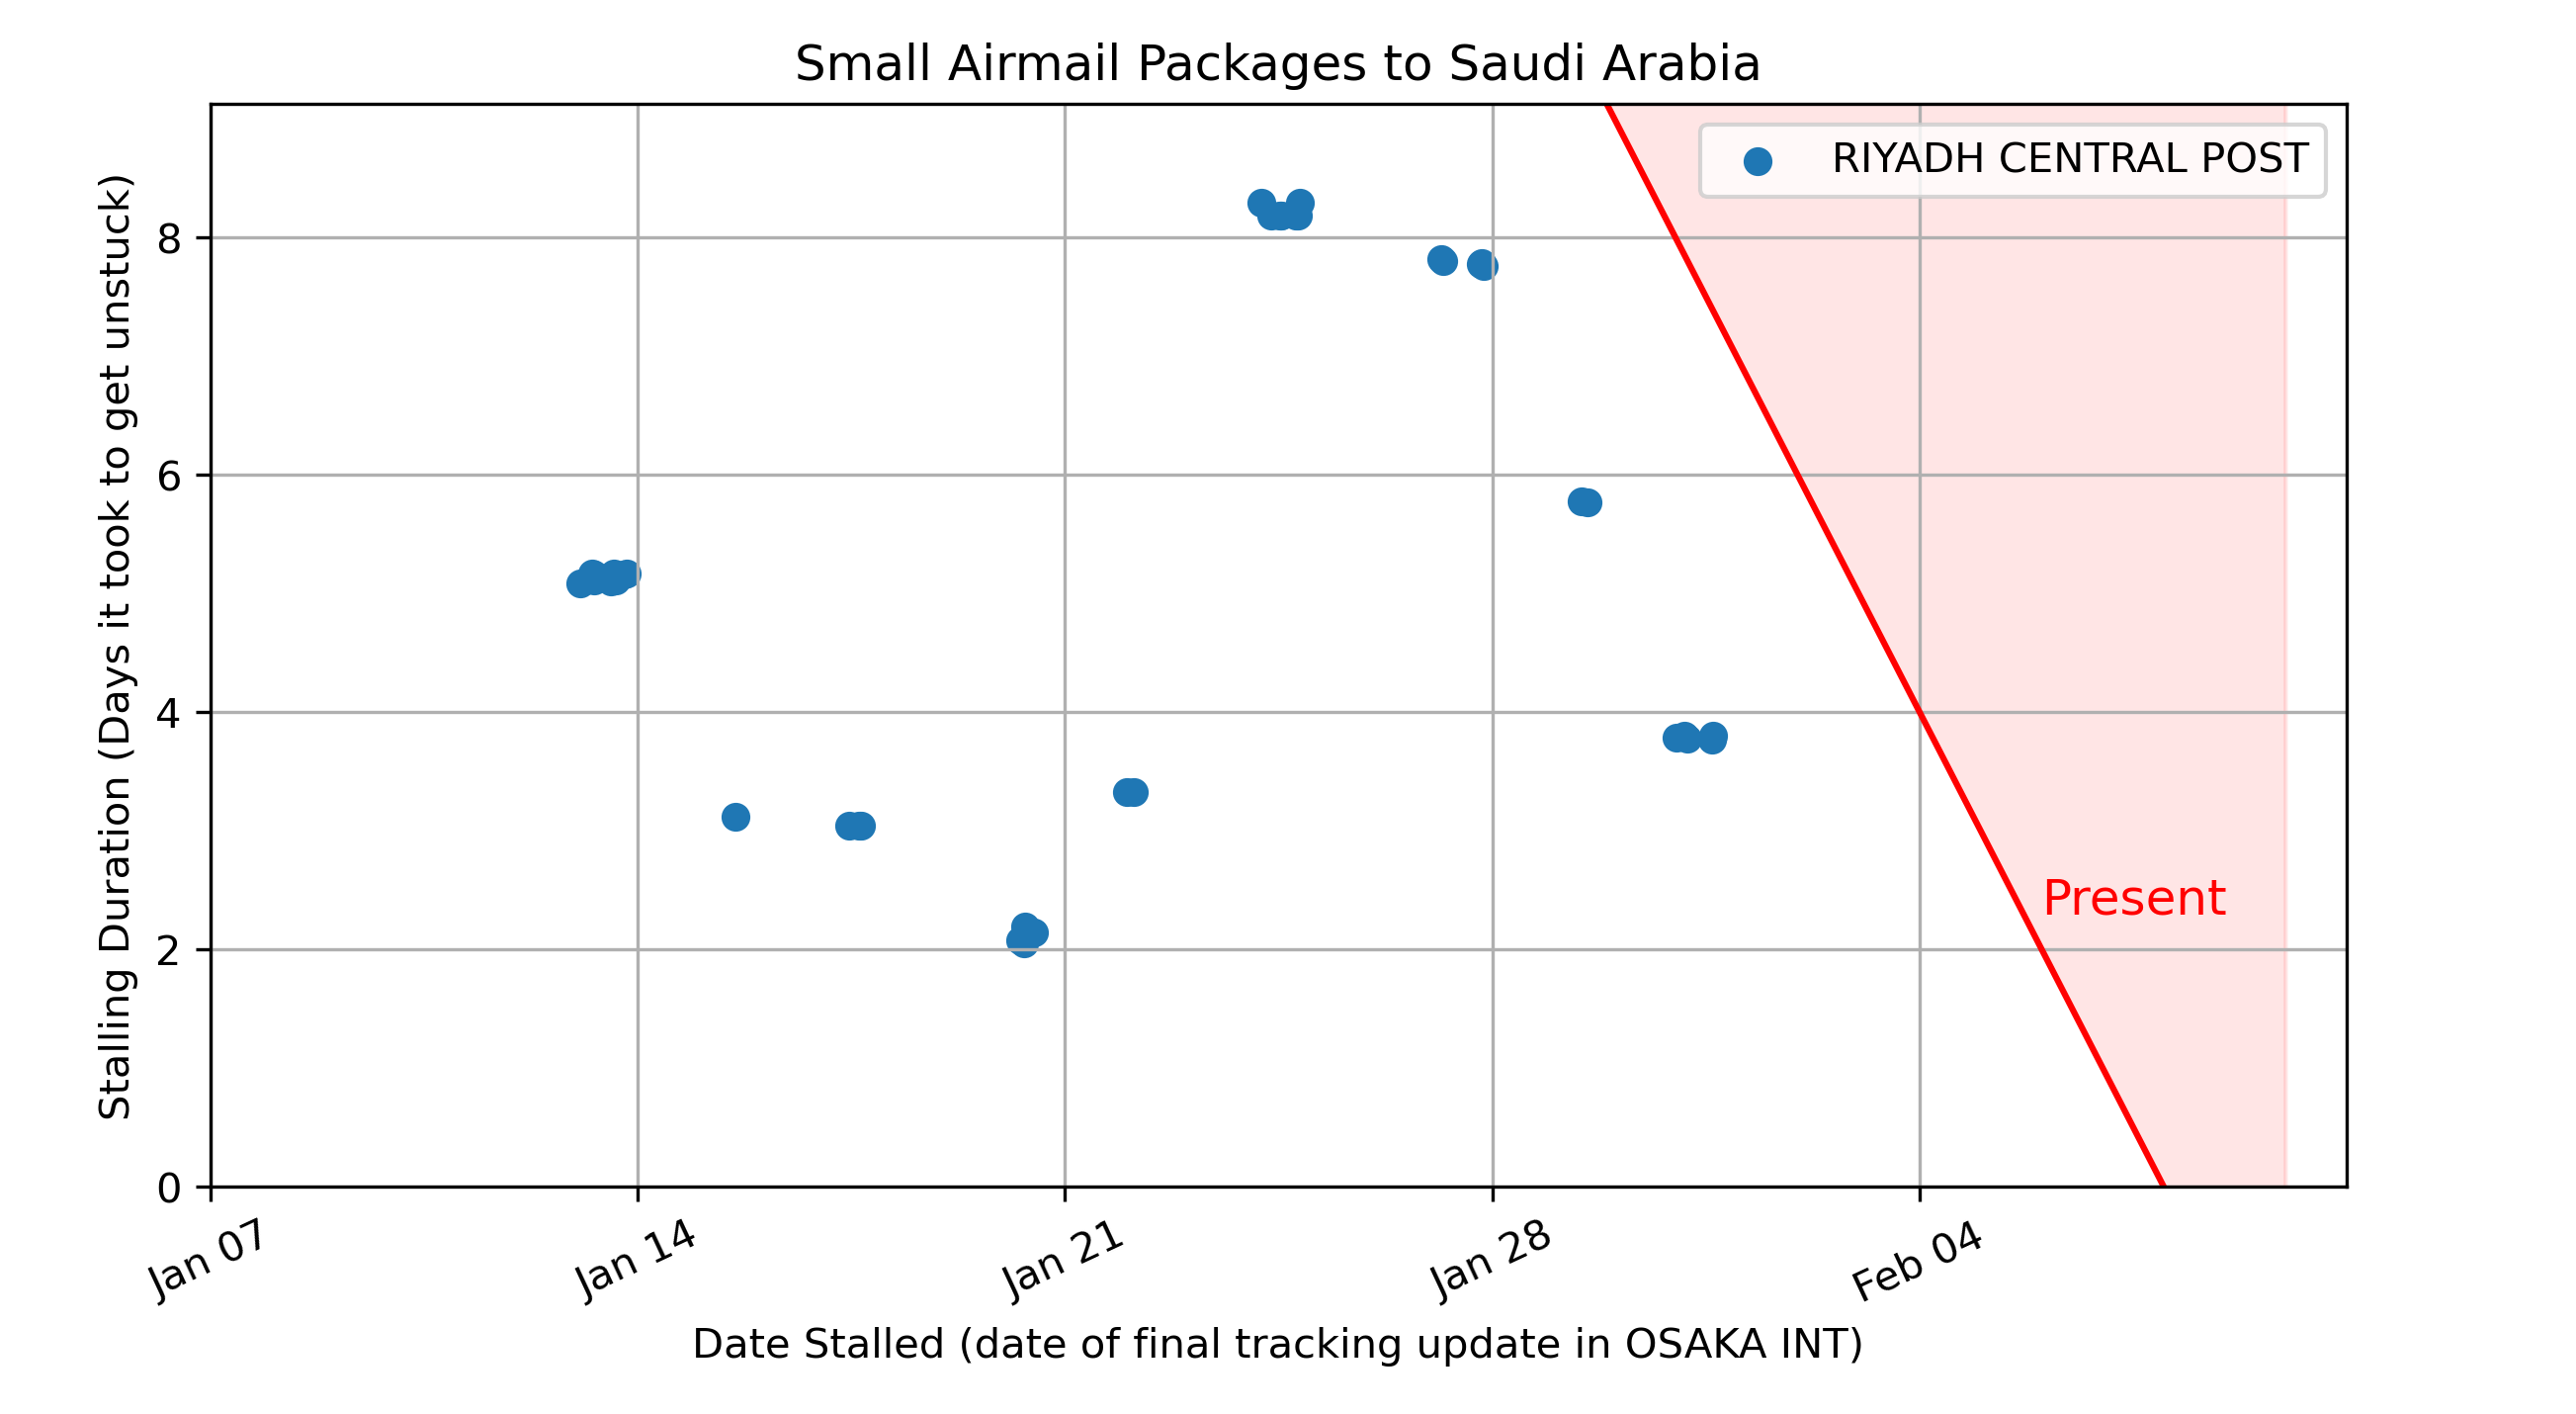 Small Airmail Packages to Saudi Arabia
RIYADH CENTRAL POST
Stalling Duration (Days it took to get unstuck)
8
6
4
2
0
Present
Jan 07
Jan 14
Jan 21
Jan 28
Feb 04
Date Stalled (date of final tracking update in OSAKA INT)